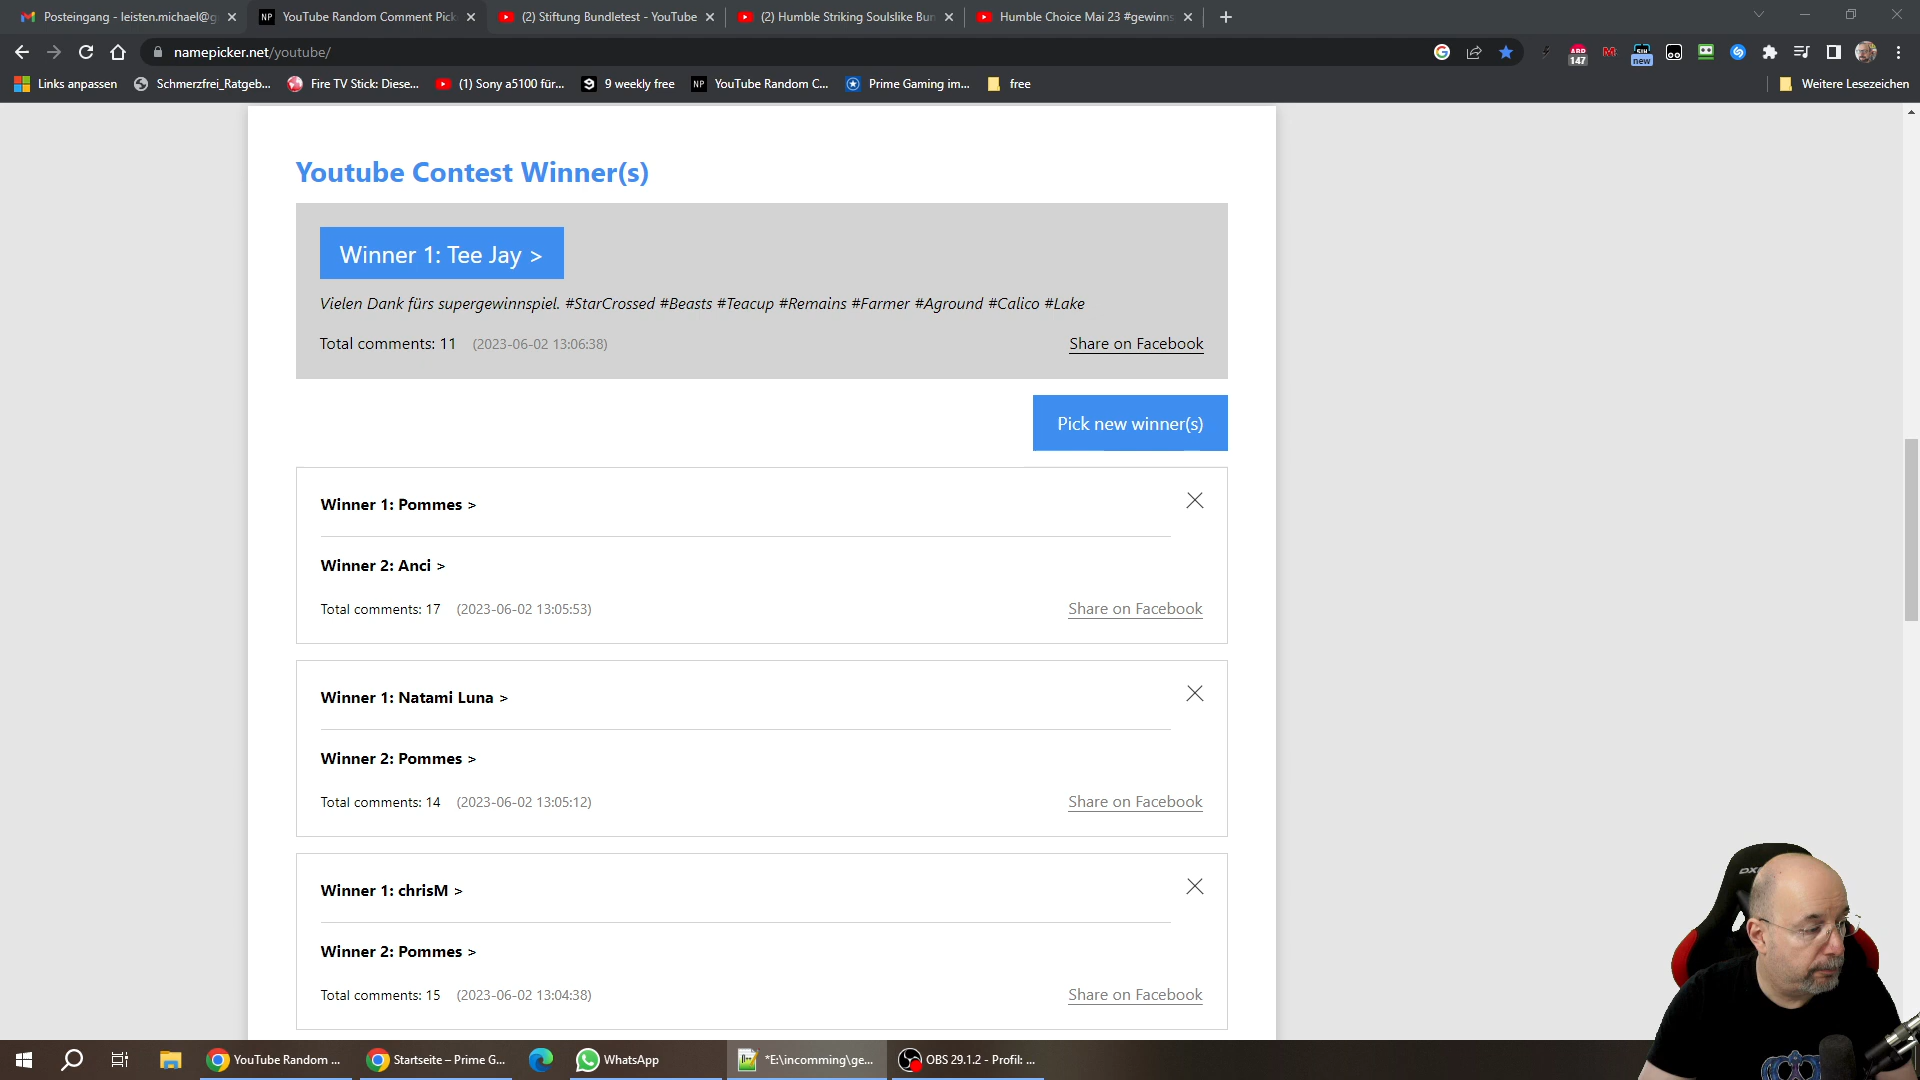 Posteingang - leisten.michael@g
NP YouTube Random Comment Pick
(2) Stiftung Bundletest - YouTube
(2) Humble Striking Soulslike Bun
Humble Choice Mai 23 #gewinns
namepicker.net/youtube/
ABP
147
new
Links anpassen
Schmerzfrei_Ratgeb...
Fire TV Stick: Diese...
(1) Sony a5100 für...
9 weekly free
NP YouTube Random C...
Prime Gaming im...
free
Weitere Lesezeichen
Youtube Contest Winner(s)
Winner 1: Tee Jay >
Vielen Dank fürs supergewinnspiel. #StarCrossed #Beasts #Teacup #Remains #Farmer #Aground #Calico #Lake
Total comments: 11 (2023-06-02 13:06:38) Share on Facebook
Pick new winner(s)
Winner 1: Pommes >
Winner 2: Anci >
Total comments: 17 (2023-06-02 13:05:53) Share on Facebook
Winner 1: Natami Luna >
Winner 2: Pommes >
Total comments: 14 (2023-06-02 13:05:12) Share on Facebook
Winner 1: chrisM >
Winner 2: Pommes >
Total comments: 15 (2023-06-02 13:04:38) Share on Facebook
YouTube Random ...
Startseite – Prime G...
WhatsApp
*E:\incomming\ge...
OBS 29.1.2 - Profil: ...